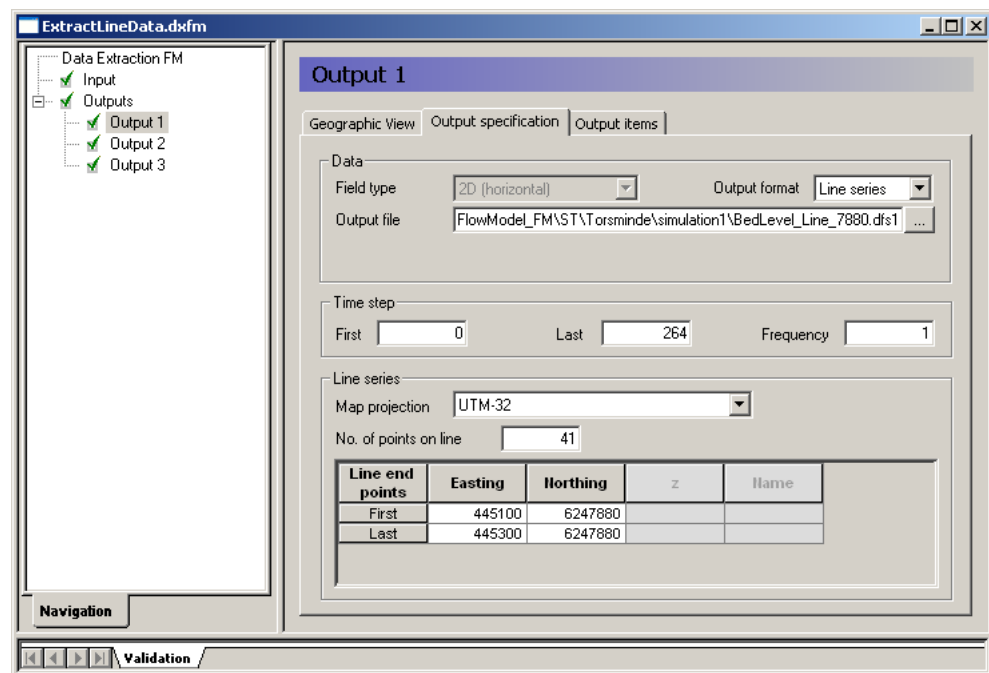 ExtractLineData.dxfm
Data Extraction FM
Input
Outputs
Output 1
Output 2
Output 3
Navigation
Output 1
Geographic View Output specification Output items
Data
Field type 2D (horizontal) Output format Line series
Output file FlowModel_FM\ST\Torsminde\simulation1\BedLevel_Line_7880.dfs1 ...
Time step
First 0 Last 264 Frequency 1
Line series
Map projection UTM-32
No. of points on line 41
Line end points Easting Northing z Name
First 445100 6247880
Last 445300 6247880
Validation